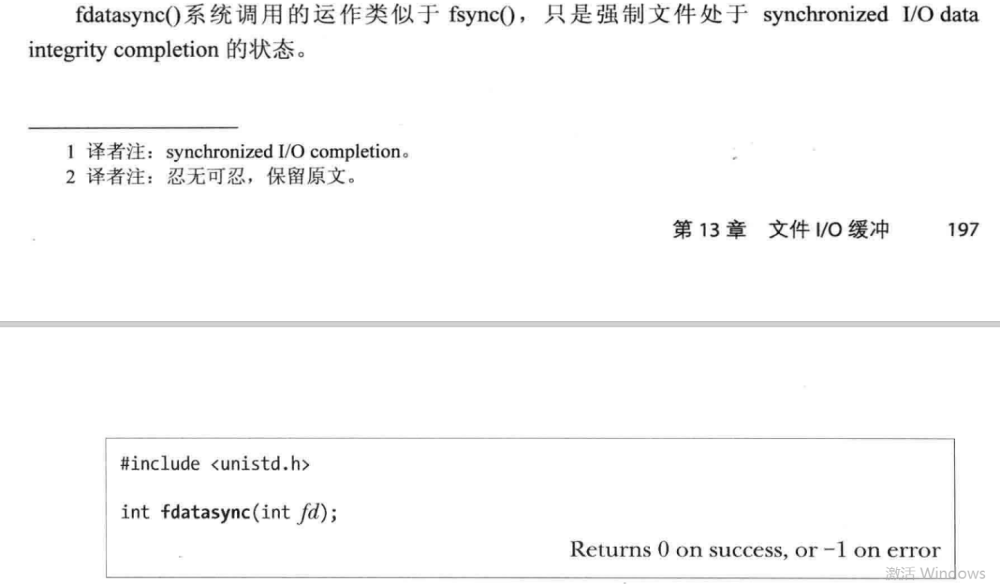 fdatasync()系统调用的运作类似于 fsync()，只是强制文件处于 synchronized I/O data
integrity completion 的状态。
1 译者注：synchronized I/O completion。
2 译者注：忍无可忍，保留原文。
第 13 章 文件 I/O 缓冲 197
#include <unistd.h>
int fdatasync(int fd);
Returns 0 on success, or −1 on error
激活 Windows